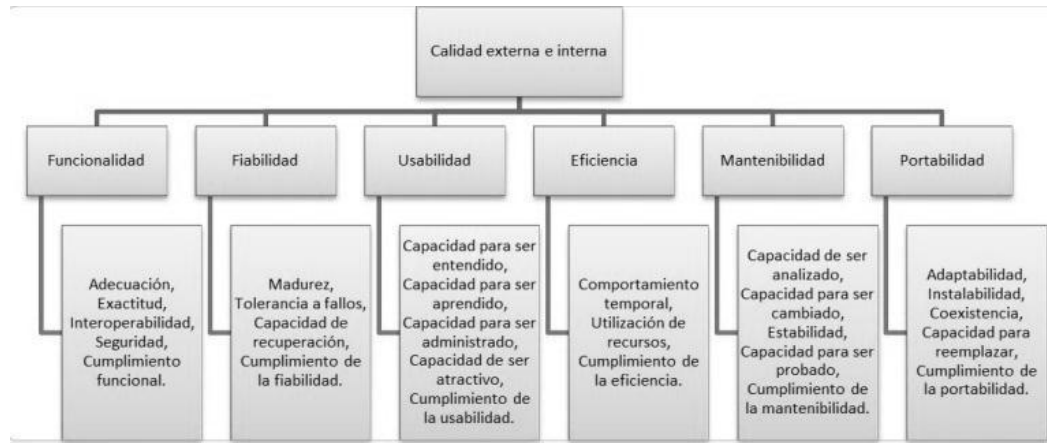 Calidad externa e interna
Funcionalidad
Fiabilidad
Usabilidad
Eficiencia
Mantenibilidad
Portabilidad
Adecuación,
Exactitud,
Interoperabilidad,
Seguridad,
Cumplimiento
funcional.
Madurez,
Tolerancia a fallos,
Capacidad de
recuperación,
Cumplimiento de
la fiabilidad.
Capacidad para ser
entendido,
Capacidad para ser
aprendido,
Capacidad para ser
administrado,
Capacidad de ser
atractivo,
Cumplimiento de
la usabilidad.
Comportamiento
temporal,
Utilización de
recursos,
Cumplimiento de
la eficiencia.
Capacidad de ser
analizado,
Capacidad para ser
cambiado,
Estabilidad,
Capacidad para ser
probado,
Cumplimiento de
la mantenibilidad.
Adaptabilidad,
Instalabilidad,
Coexistencia,
Capacidad para
reemplazar,
Cumplimiento de
la portabilidad.